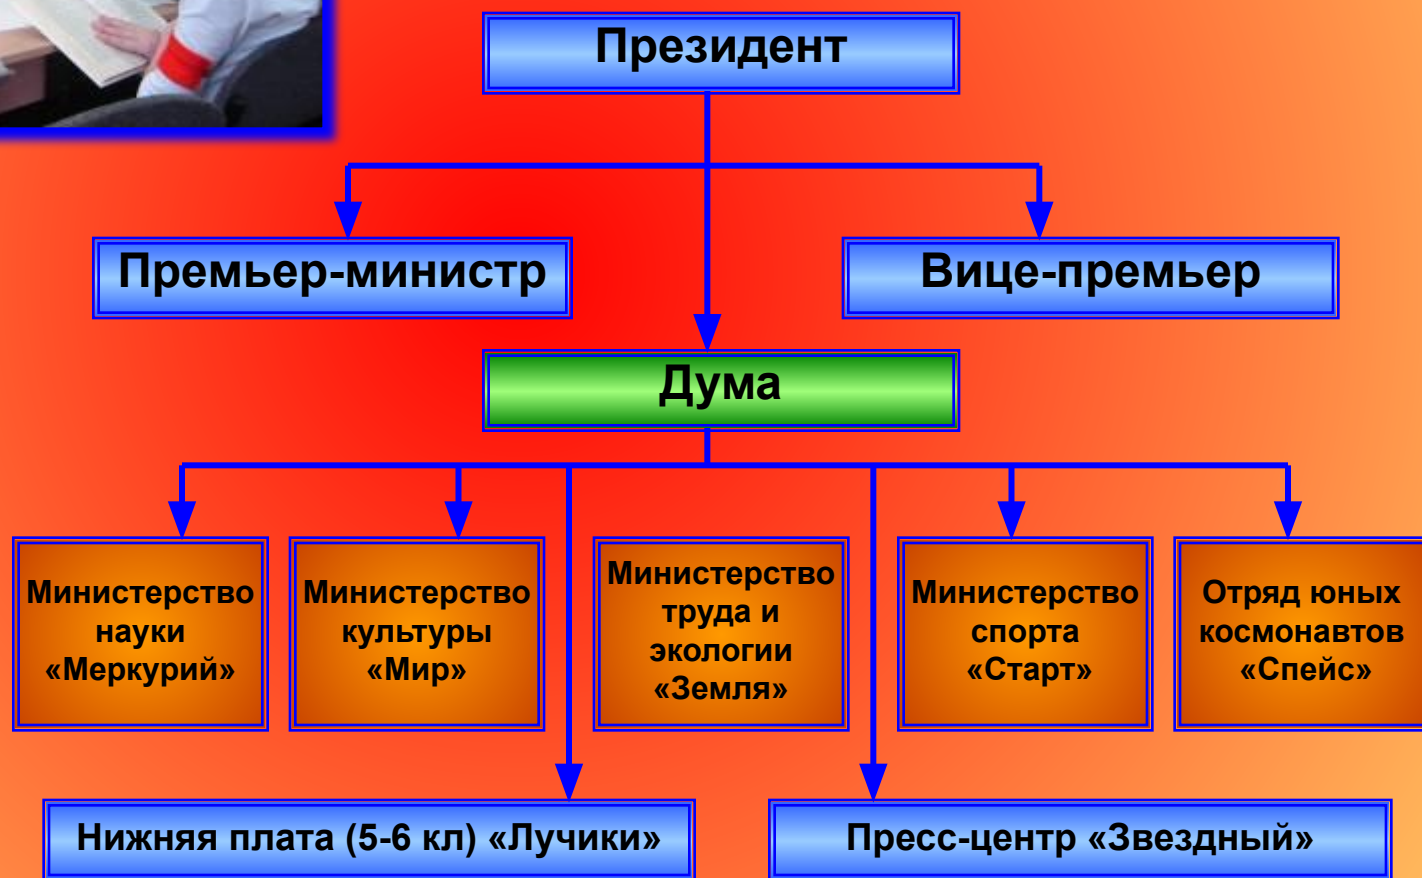 Президент
Премьер-министр
Вице-премьер
Дума
Министерство
науки
«Меркурий»
Министерство
культуры
«Мир»
Министерство
труда и
экологии
«Земля»
Министерство
спорта
«Старт»
Отряд юных
космонавтов
«Спейс»
Нижняя плата (5-6 кл) «Лучики»
Пресс-центр «Звездный»